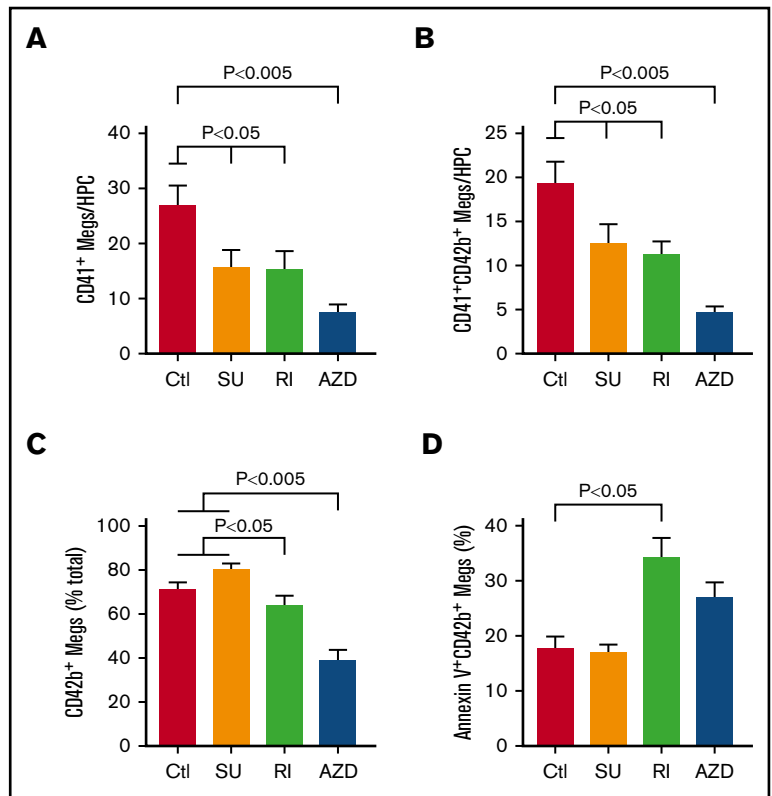 A
P<0.005
P<0.05
CD41⁺ Megs/HPC
40
30
20
10
0
Ctl SU RI AZD
B
P<0.005
P<0.05
CD41⁺CD42b⁺ Megs/HPC
25
20
15
10
5
0
Ctl SU RI AZD
C
P<0.005
P<0.05
CD42b⁺ Megs (% total)
100
80
60
40
20
0
Ctl SU RI AZD
D
P<0.05
Annexin V⁺CD42b⁺ Megs (%)
40
30
20
10
0
Ctl SU RI AZD